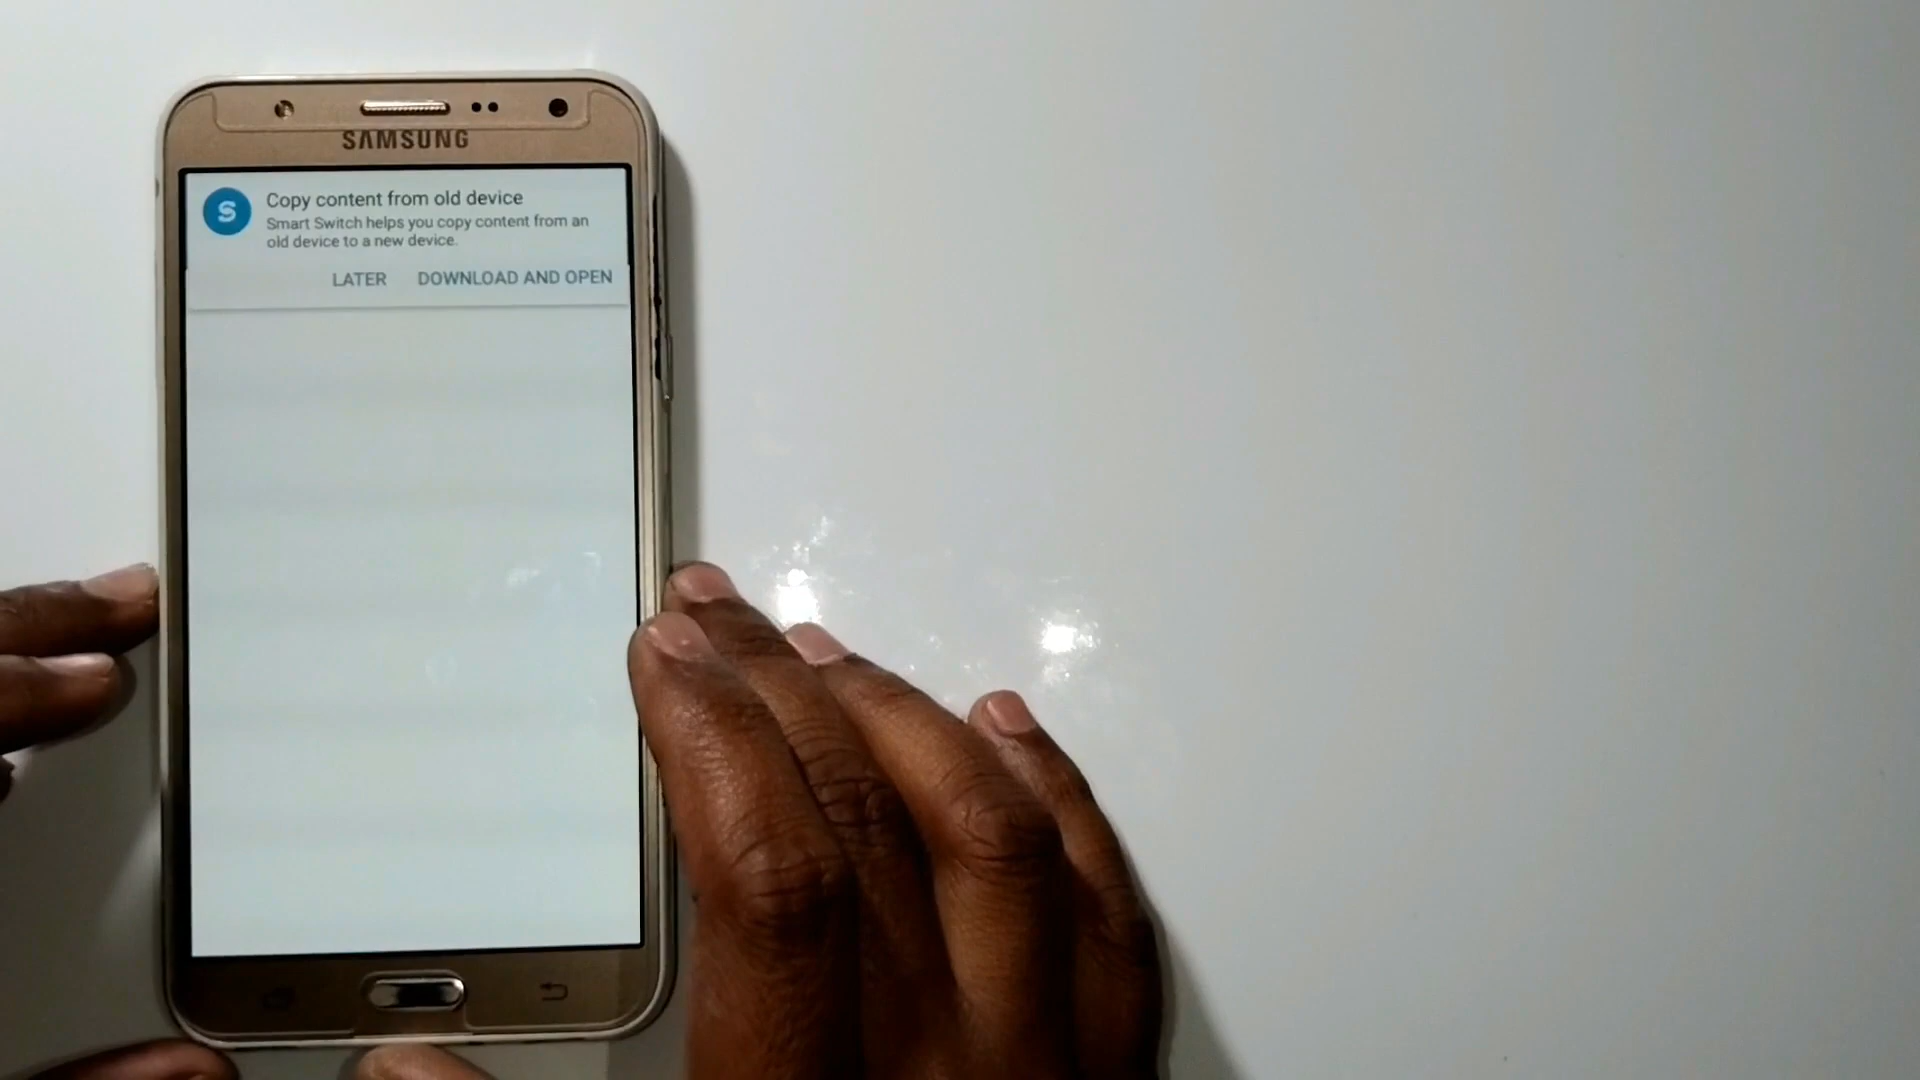 SAMSUNG
S
Copy content from old device
Smart Switch helps you copy content from an
old device to a new device.
LATER DOWNLOAD AND OPEN